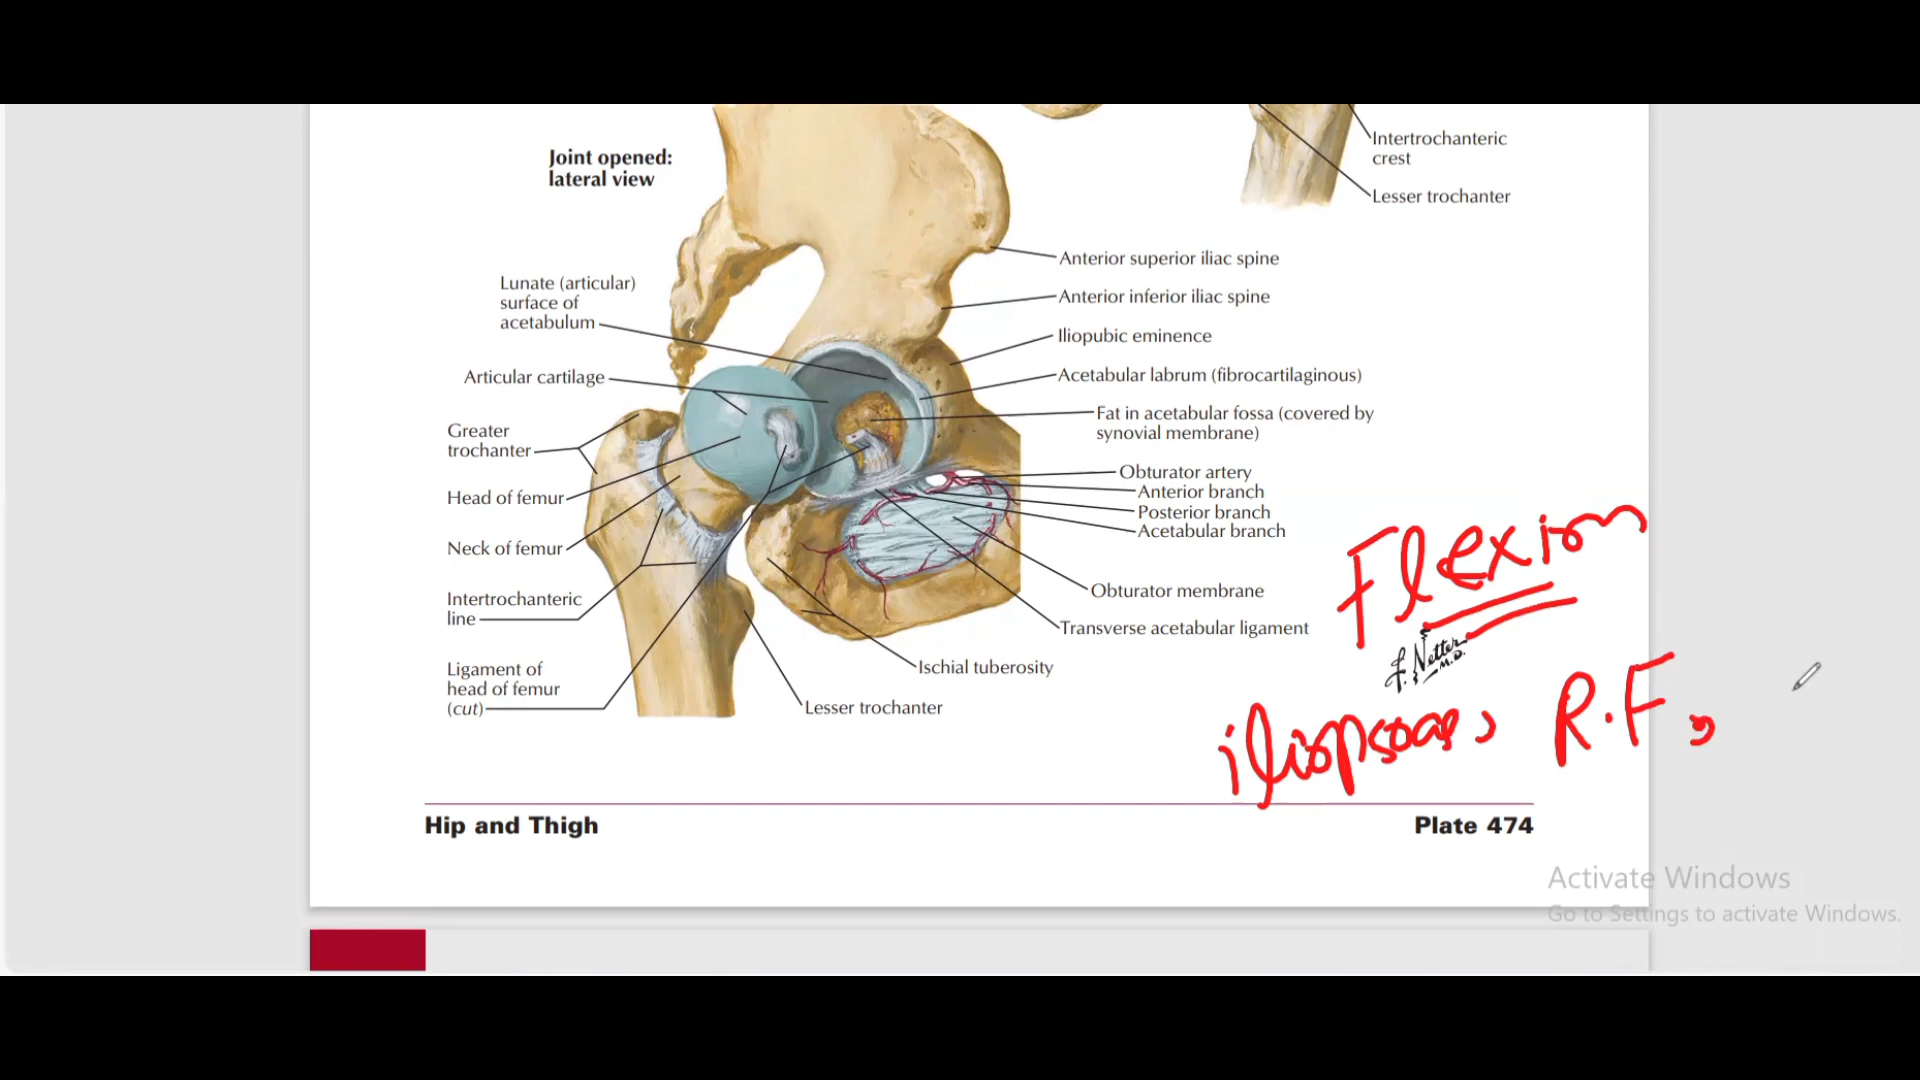 Intertrochanteric
crest
Lesser trochanter
Joint opened:
lateral view
Anterior superior iliac spine
Anterior inferior iliac spine
Iliopubic eminence
Acetabular labrum (fibrocartilaginous)
Fat in acetabular fossa (covered by
synovial membrane)
Obturator artery
Anterior branch
Posterior branch
Acetabular branch
Obturator membrane
Transverse acetabular ligament
Ischial tuberosity
Lesser trochanter
Lunate (articular)
surface of
acetabulum
Articular cartilage
Greater
trochanter
Head of femur
Neck of femur
Intertrochanteric
line
Ligament of
head of femur
(cut)
Flexion
F. Netter
M.D.
iliopsoas, R.F,
Hip and Thigh
Plate 474
Activate Windows
Go to Settings to activate Windows.